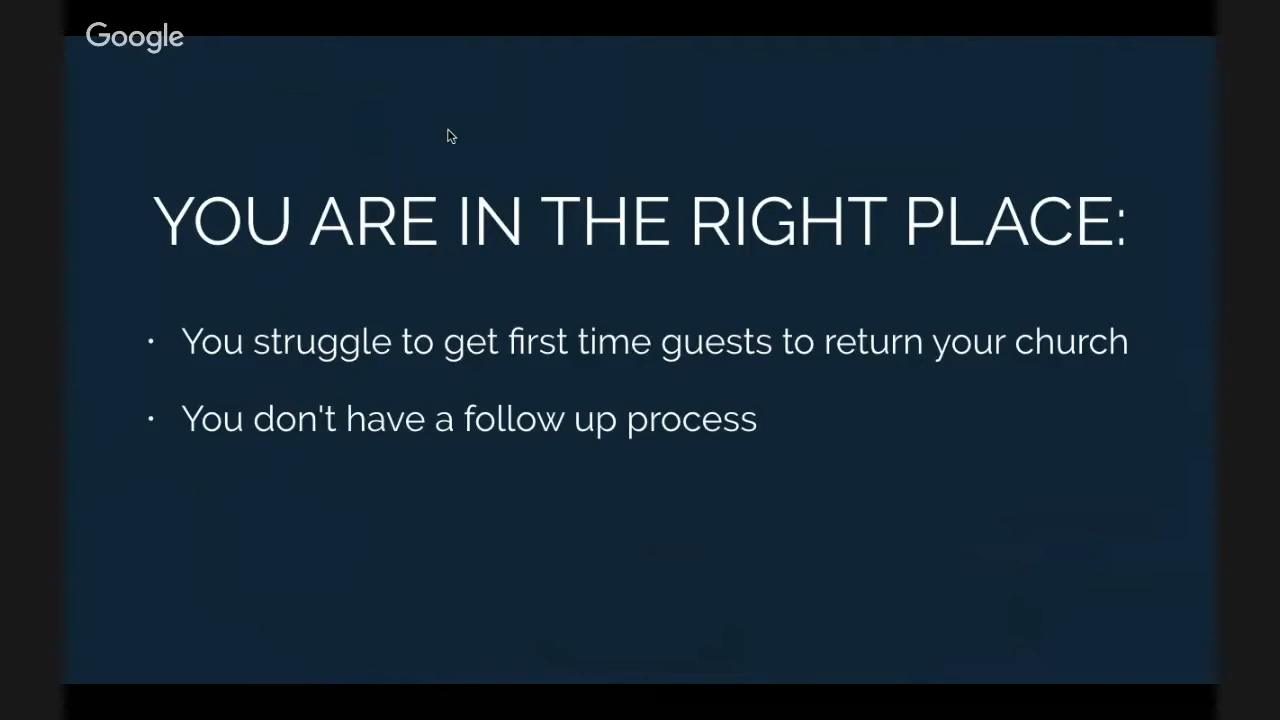 Google
YOU ARE IN THE RIGHT PLACE:
· You struggle to get first time guests to return your church
· You don't have a follow up process